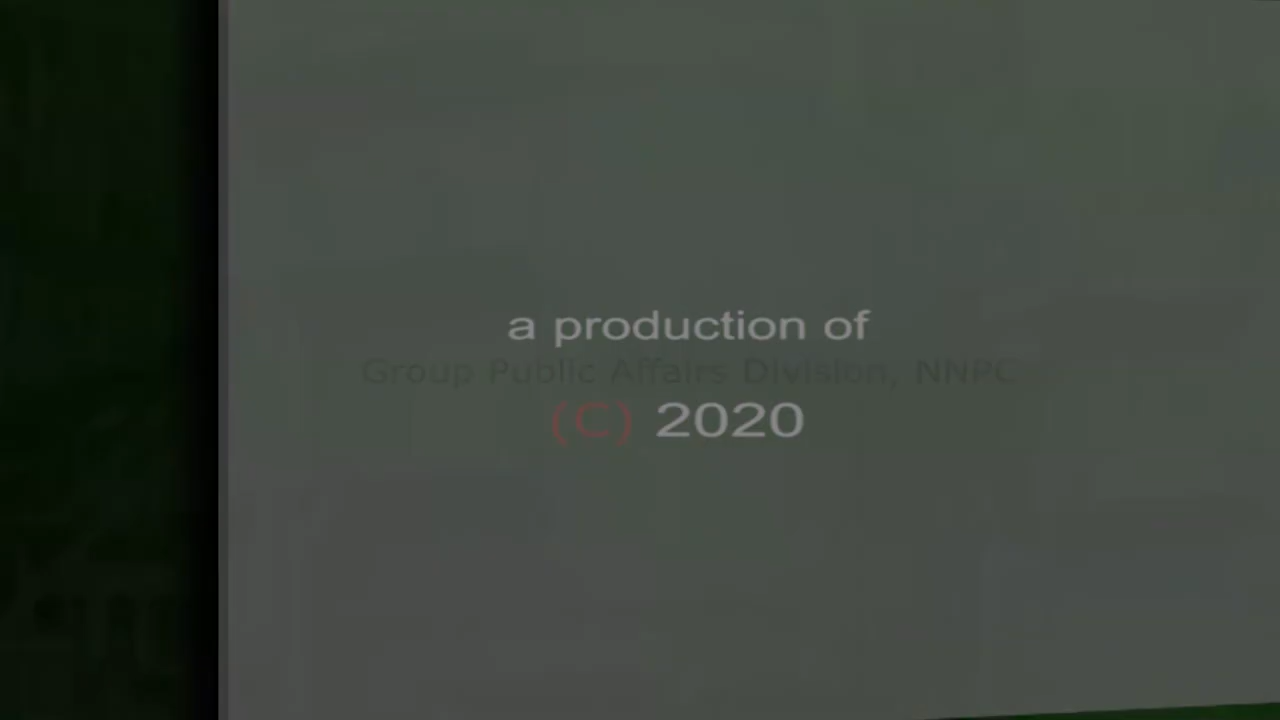 a production of
Group Public Affairs Division, NNPC
(C) 2020